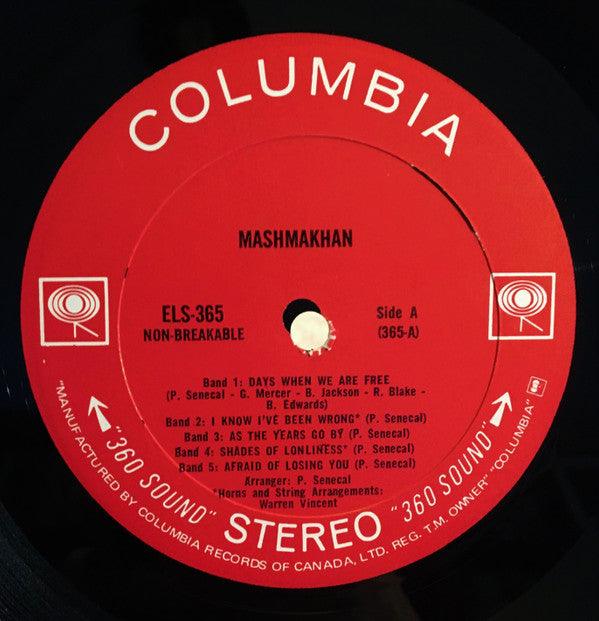 COLUMBIA
MASHMAKHAN
ELS-365
NON-BREAKABLE
Side A
(365-A)
Band 1: DAYS WHEN WE ARE FREE
(P. Senecal - G. Mercer - B. Jackson - R. Blake -
B. Edwards)
Band 2: I KNOW I'VE BEEN WRONG* (P. Senecal)
Band 3: AS THE YEARS GO BY (P. Senecal)
Band 4: SHADES OF LONLINESS* (P. Senecal)
Band 5: AFRAID OF LOSING YOU (P. Senecal)
Arranger: P. Senecal
*Horns and String Arrangements:
Warren Vincent
"360 SOUND" STEREO "360 SOUND"
"MANUFACTURED BY COLUMBIA RECORDS OF CANADA, LTD. REG. T.M. OWNER" "COLUMBIA"